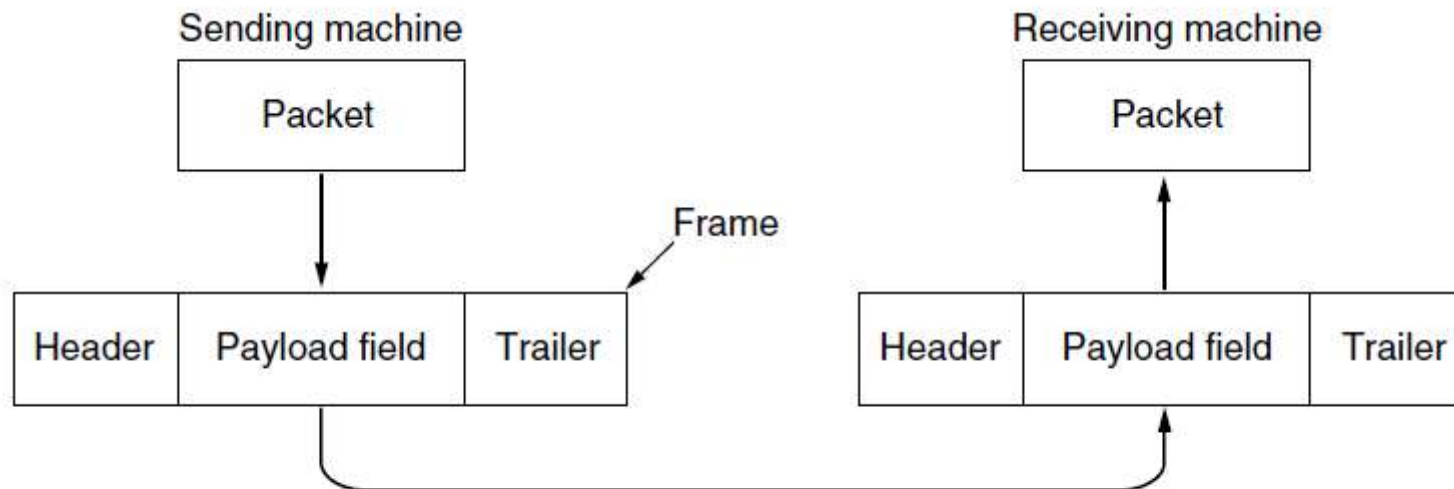 Sending machine
Receiving machine
Packet
Packet
Frame
Header
Payload field
Trailer
Header
Payload field
Trailer